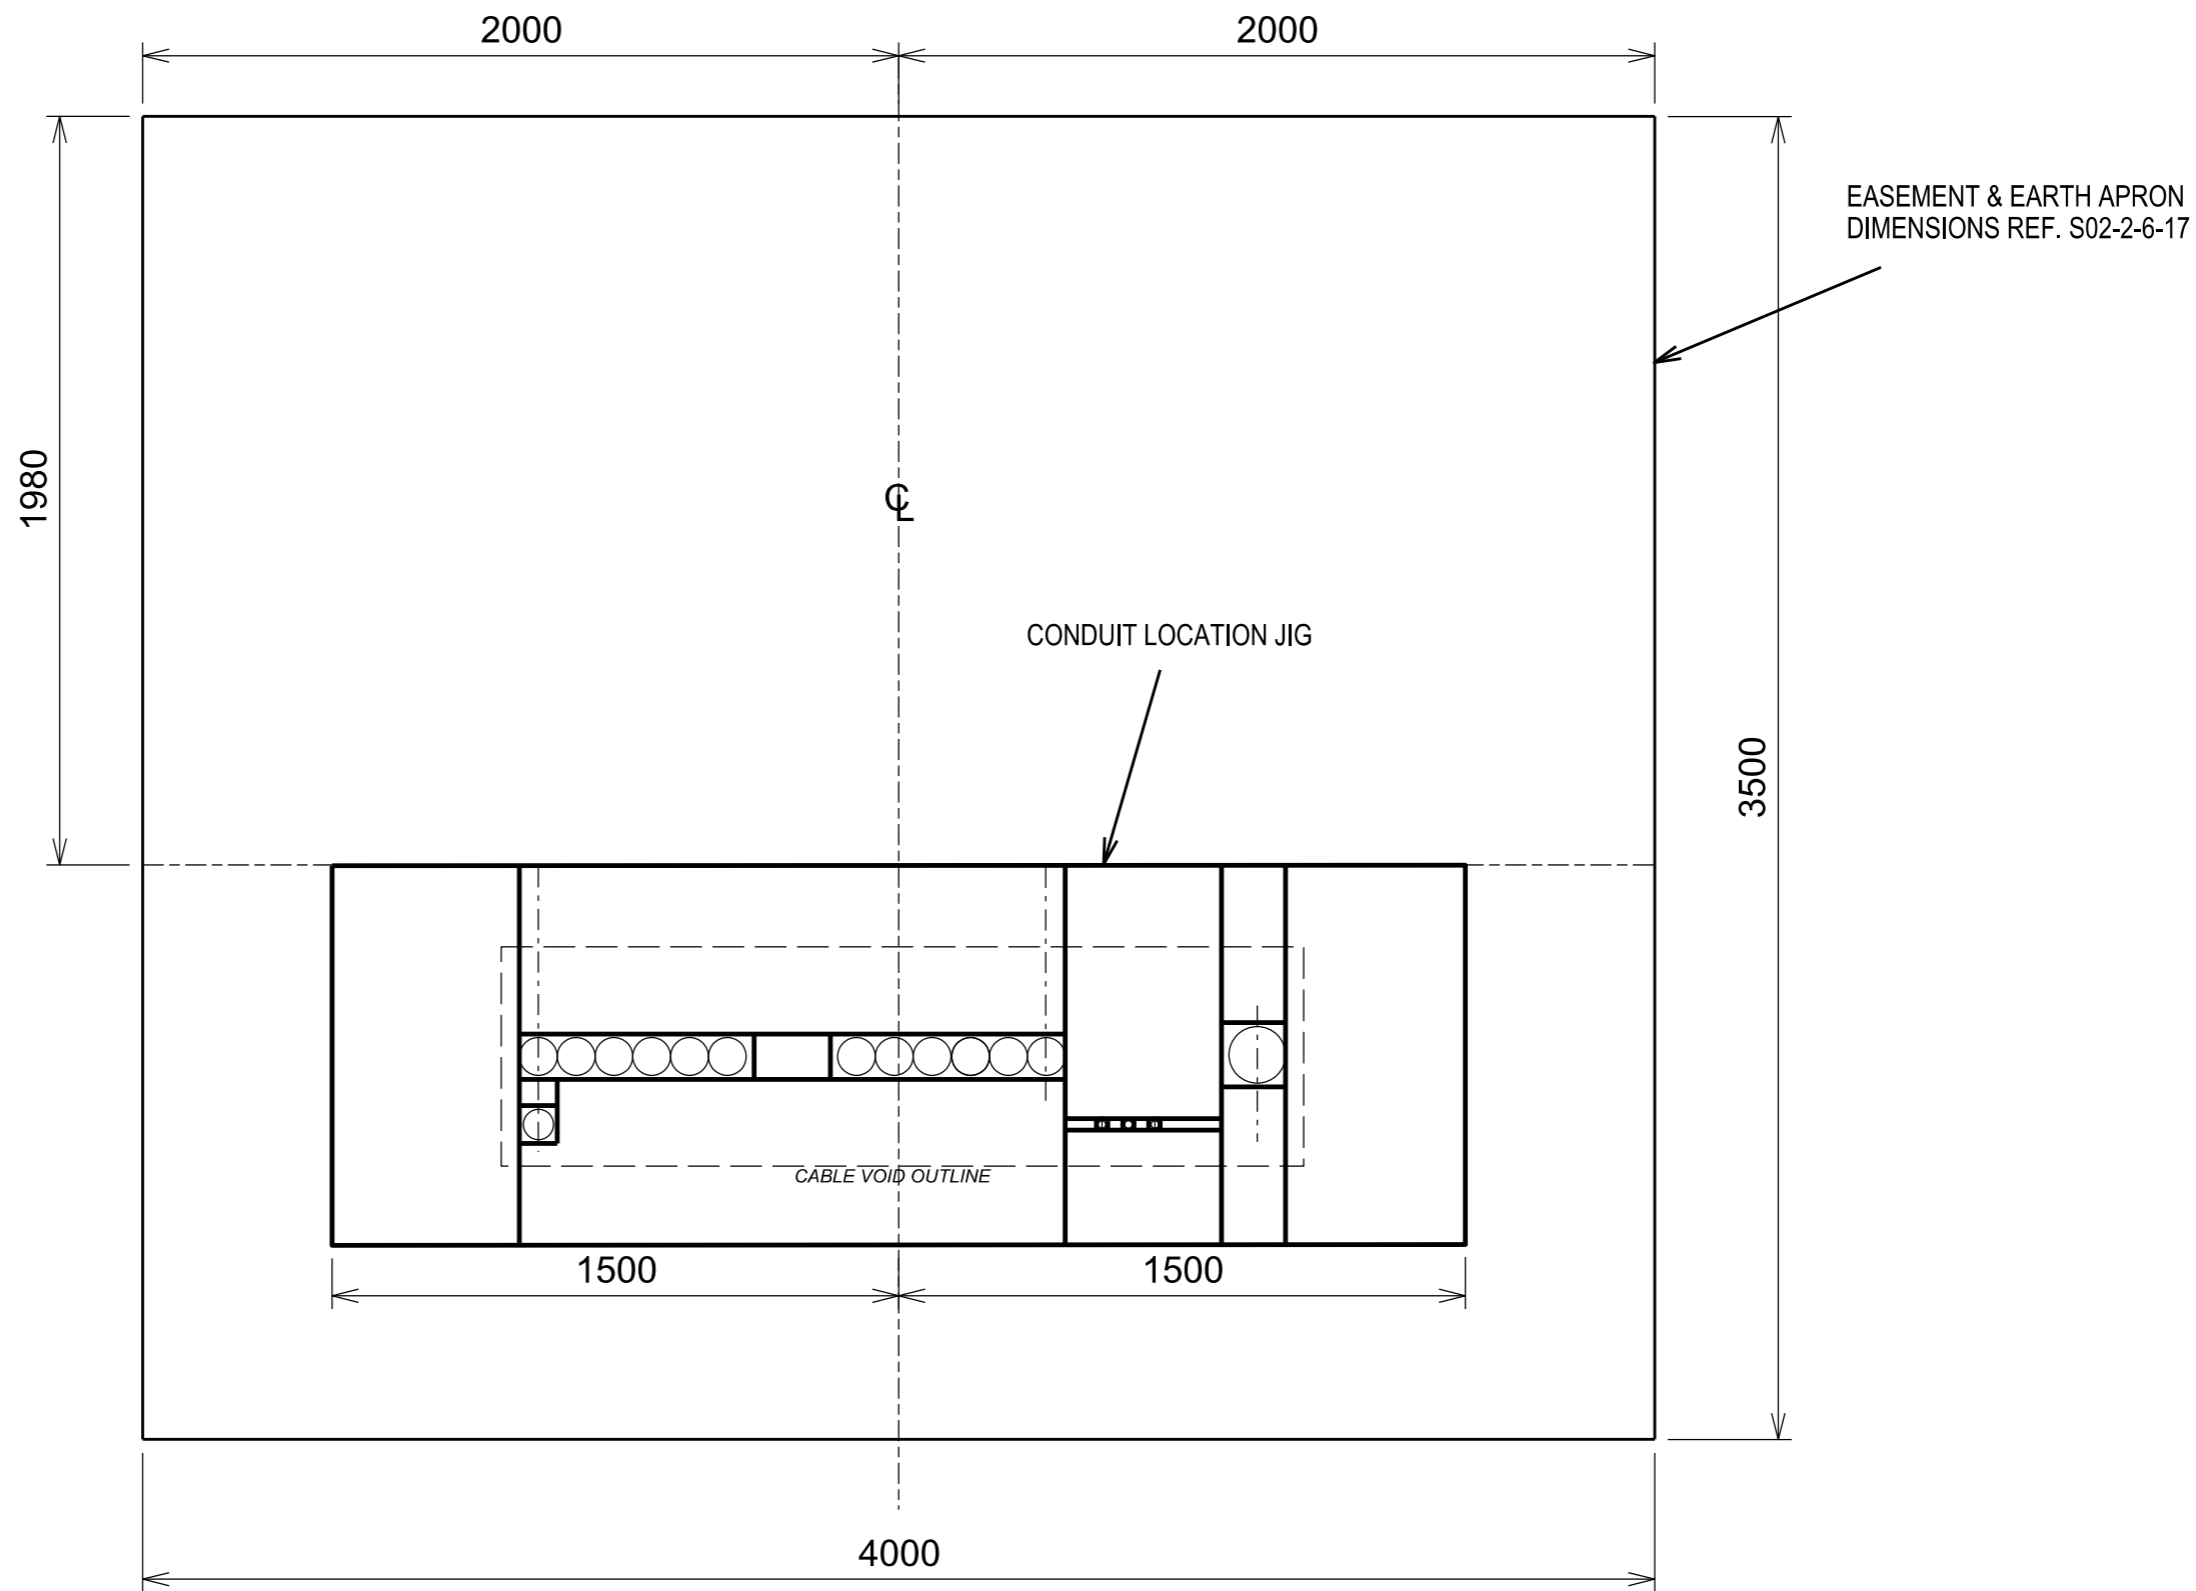 2000
2000
EASEMENT & EARTH APRON
DIMENSIONS REF. S02-2-6-17
1980
℄
CONDUIT LOCATION JIG
3500
CABLE VOID OUTLINE
1500
1500
4000